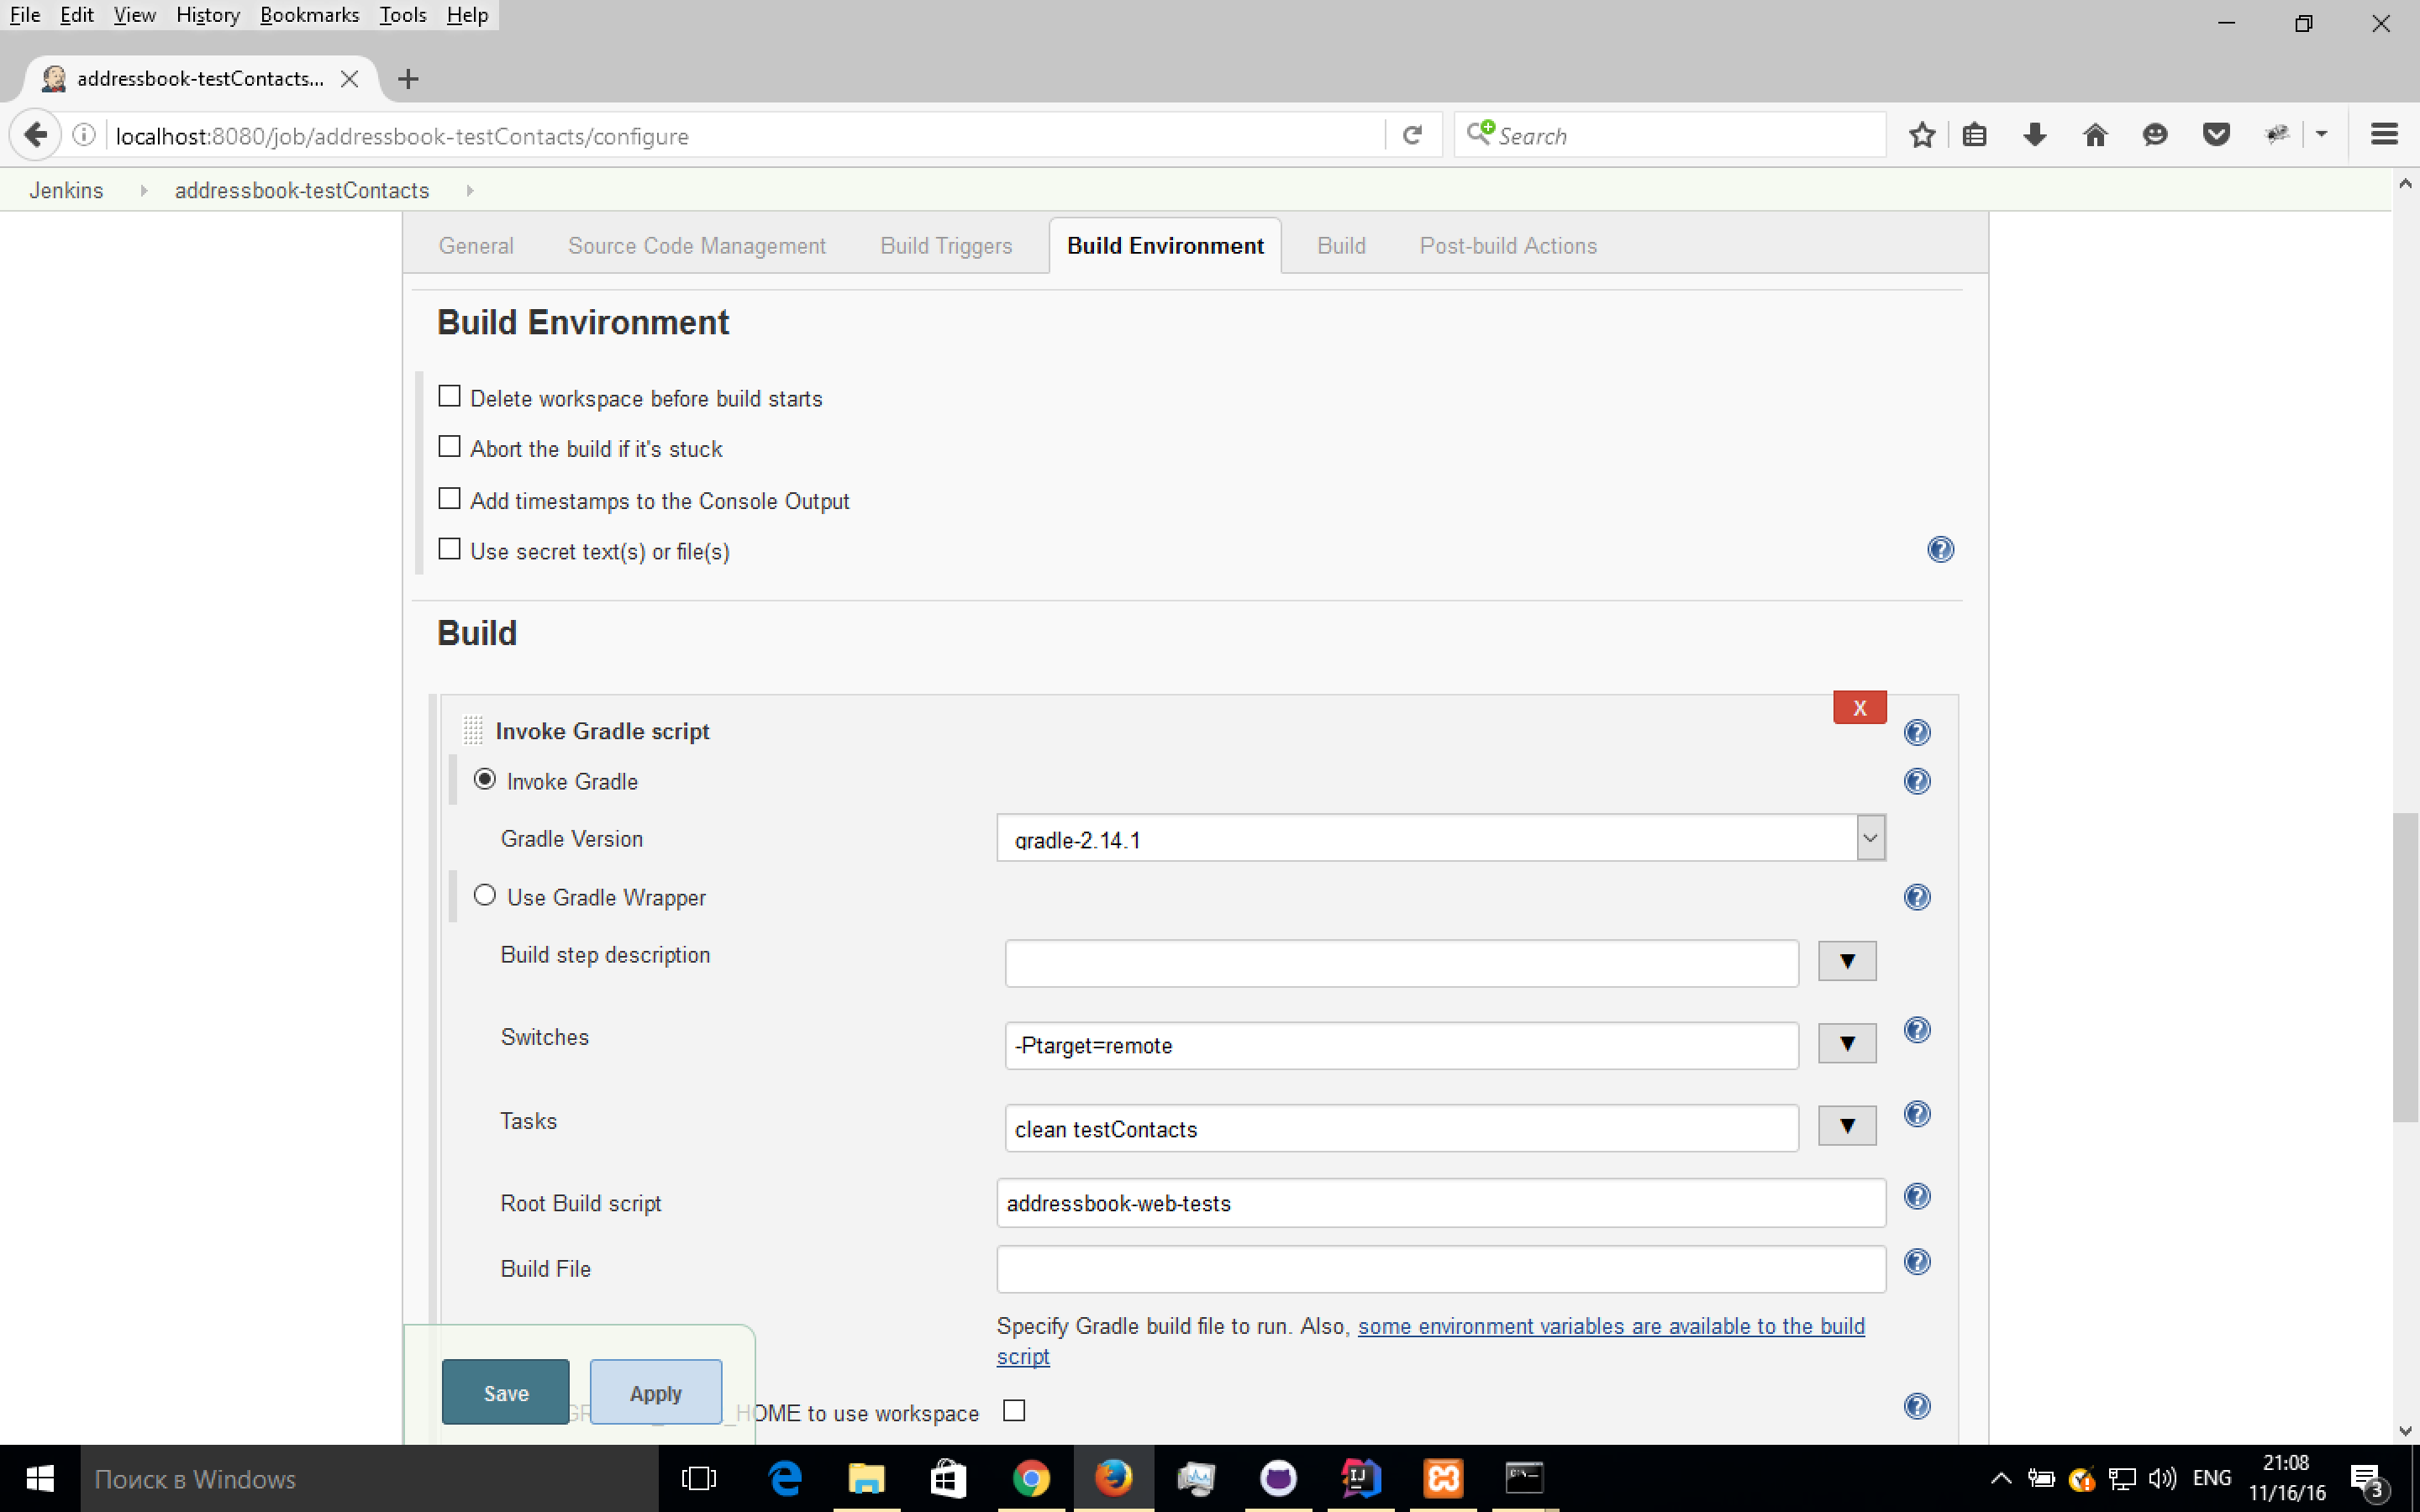 File Edit View History Bookmarks Tools Help
addressbook-testContacts...
localhost:8080/job/addressbook-testContacts/configure
Search
Jenkins addressbook-testContacts
General Source Code Management Build Triggers Build Environment Build Post-build Actions
Build Environment
Delete workspace before build starts
Abort the build if it's stuck
Add timestamps to the Console Output
Use secret text(s) or file(s)
Build
X
Invoke Gradle script
Invoke Gradle
Gradle Version gradle-2.14.1
Use Gradle Wrapper
Build step description
Switches -Ptarget=remote
Tasks clean testContacts
Root Build script addressbook-web-tests
Build File
Specify Gradle build file to run. Also, some environment variables are available to the build
script
Save Apply
HOME to use workspace
Поиск в Windows
ENG
21:08
11/16/16
3